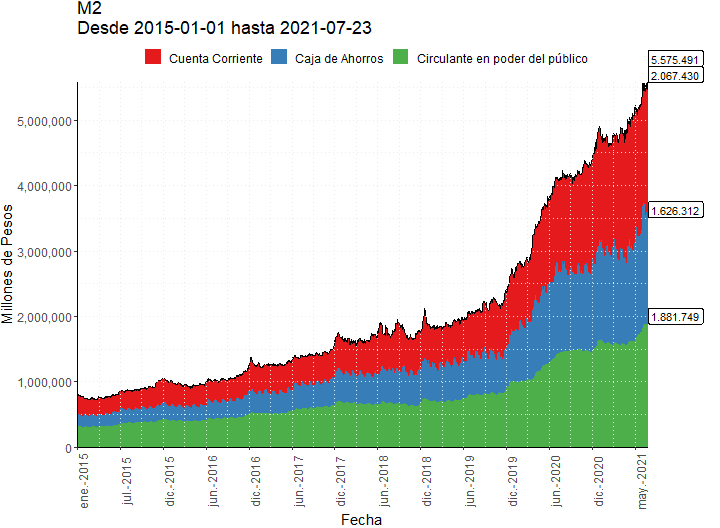 M2
Desde 2015-01-01 hasta 2021-07-23
Cuenta Corriente
Caja de Ahorros
Circulante en poder del público
5.575.491
2.067.430
1.626.312
1.881.749
5,000,000
4,000,000
3,000,000
2,000,000
1,000,000
0
Millones de Pesos
ene.-2015
jul.-2015
dic.-2015
jun.-2016
dic.-2016
jun.-2017
dic.-2017
jun.-2018
dic.-2018
jun.-2019
dic.-2019
jun.-2020
dic.-2020
may.-2021
Fecha